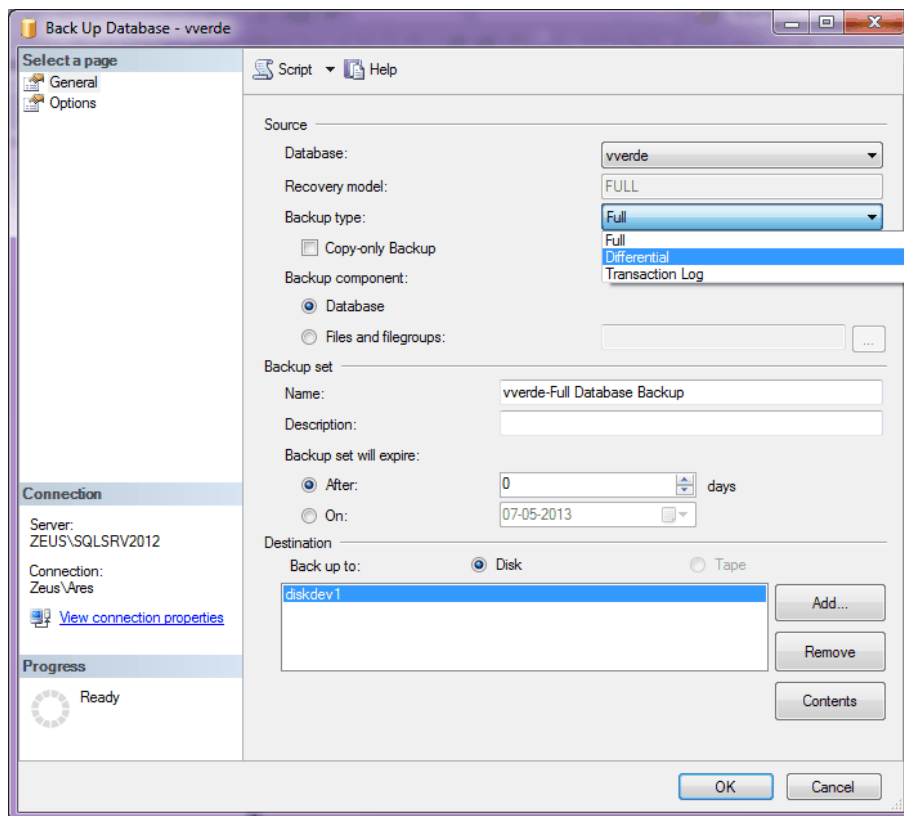 Back Up Database - vverde
Select a page
General
Options
Script Help
Source
Database: vverde
Recovery model: FULL
Backup type: Full
Full
Differential
Transaction Log
Copy-only Backup
Backup component:
Database
Files and filegroups: ...
Backup set
Name: vverde-Full Database Backup
Description:
Backup set will expire:
After: 0 days
On: 07-05-2013
Destination
Back up to: Disk Tape
diskdev1
Add...
Remove
Contents
Connection
Server:
ZEUS\SQLSRV2012
Connection:
Zeus\Ares
View connection properties
Progress
Ready
OK Cancel